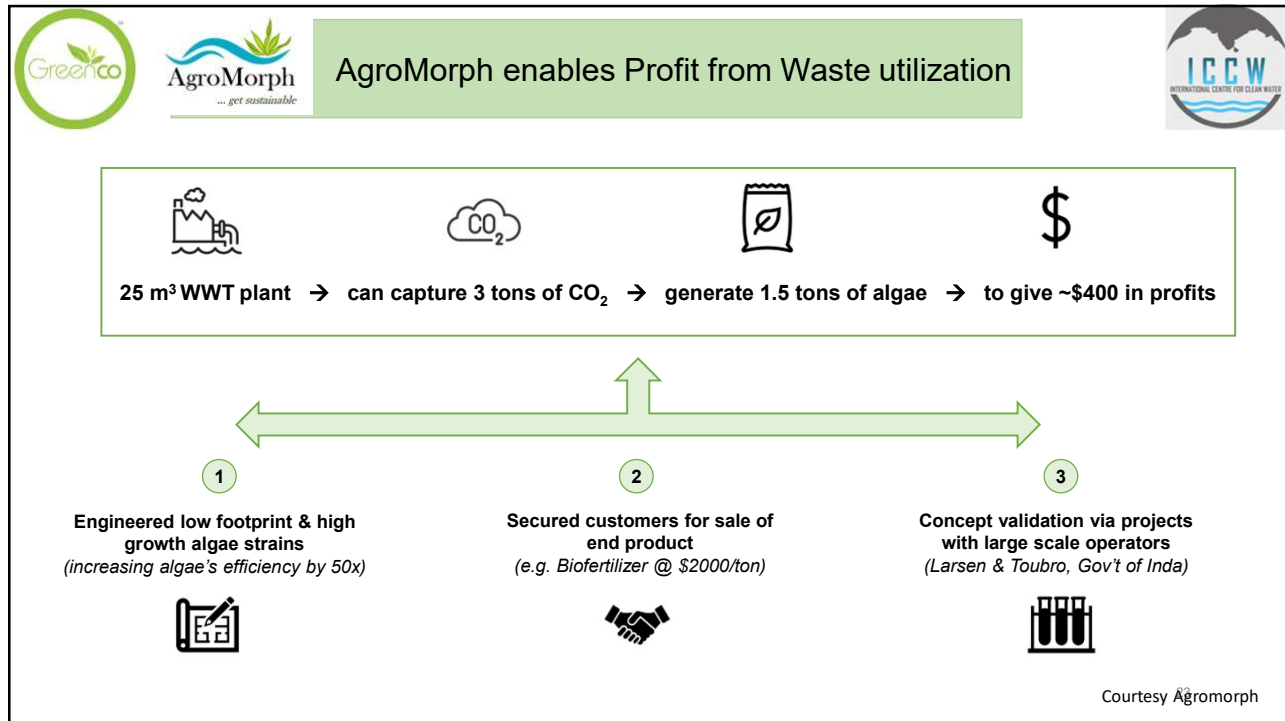 Greenco
AgroMorph
... get sustainable
AgroMorph enables Profit from Waste utilization
ICCW
INTERNATIONAL CENTRE FOR CLEAN WATER
CO2
$
25 m³ WWT plant → can capture 3 tons of CO₂ → generate 1.5 tons of algae → to give ~$400 in profits
1
Engineered low footprint & high
growth algae strains
(increasing algae's efficiency by 50x)
2
Secured customers for sale of
end product
(e.g. Biofertilizer @ $2000/ton)
3
Concept validation via projects
with large scale operators
(Larsen & Toubro, Gov't of Inda)
Courtesy Agromorph